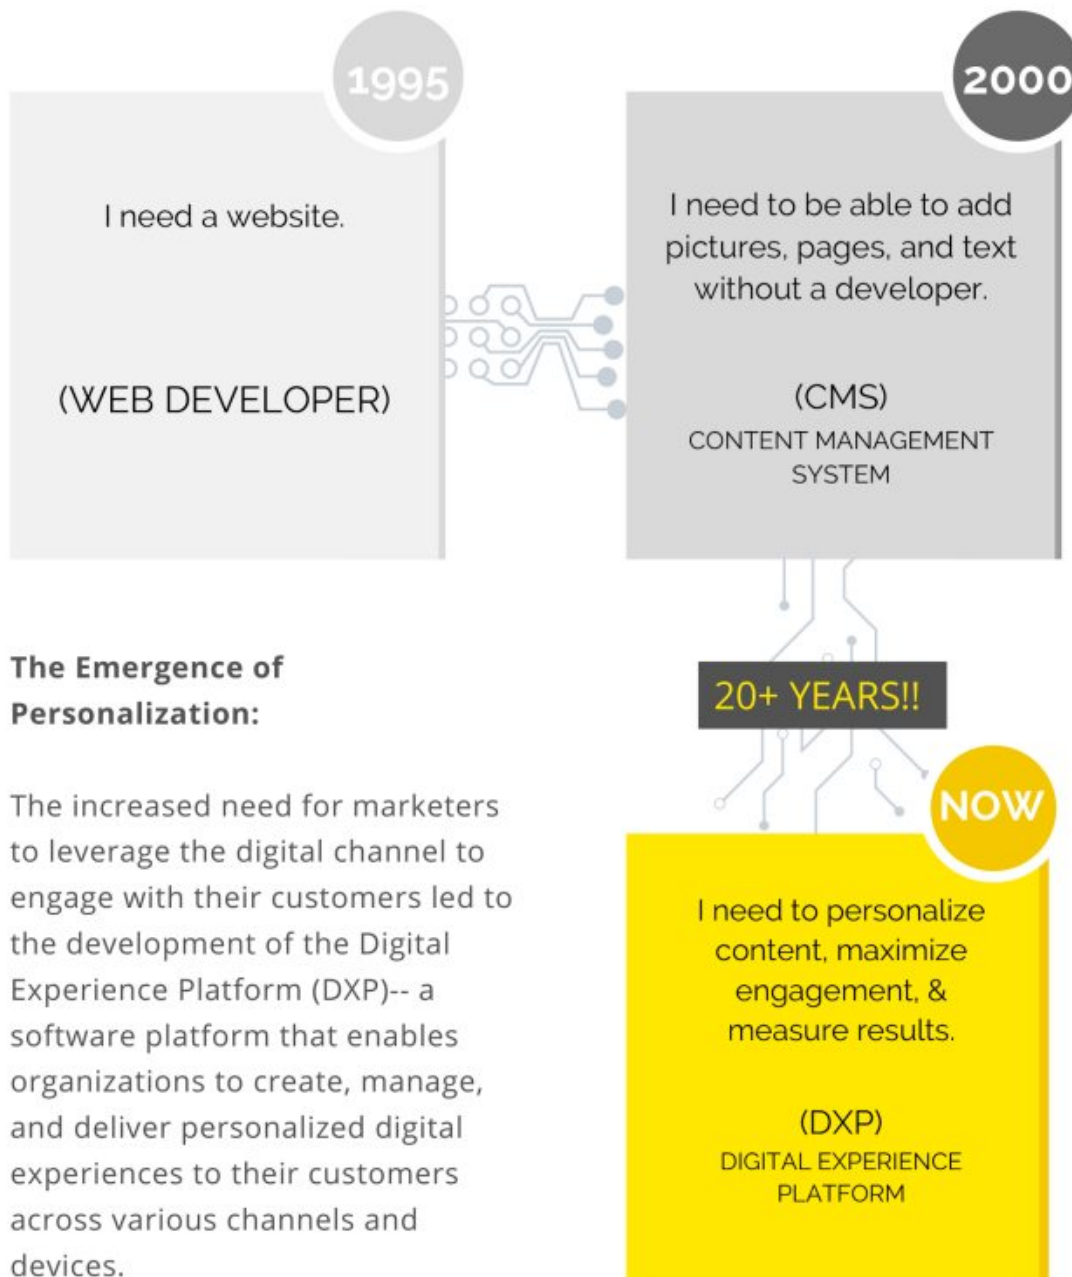 1995
I need a website.
(WEB DEVELOPER)
2000
I need to be able to add
pictures, pages, and text
without a developer.
(CMS)
CONTENT MANAGEMENT
SYSTEM
20+ YEARS!!
The Emergence of
Personalization:
The increased need for marketers
to leverage the digital channel to
engage with their customers led to
the development of the Digital
Experience Platform (DXP)-- a
software platform that enables
organizations to create, manage,
and deliver personalized digital
experiences to their customers
across various channels and
devices.
NOW
I need to personalize
content, maximize
engagement, &
measure results.
(DXP)
DIGITAL EXPERIENCE
PLATFORM